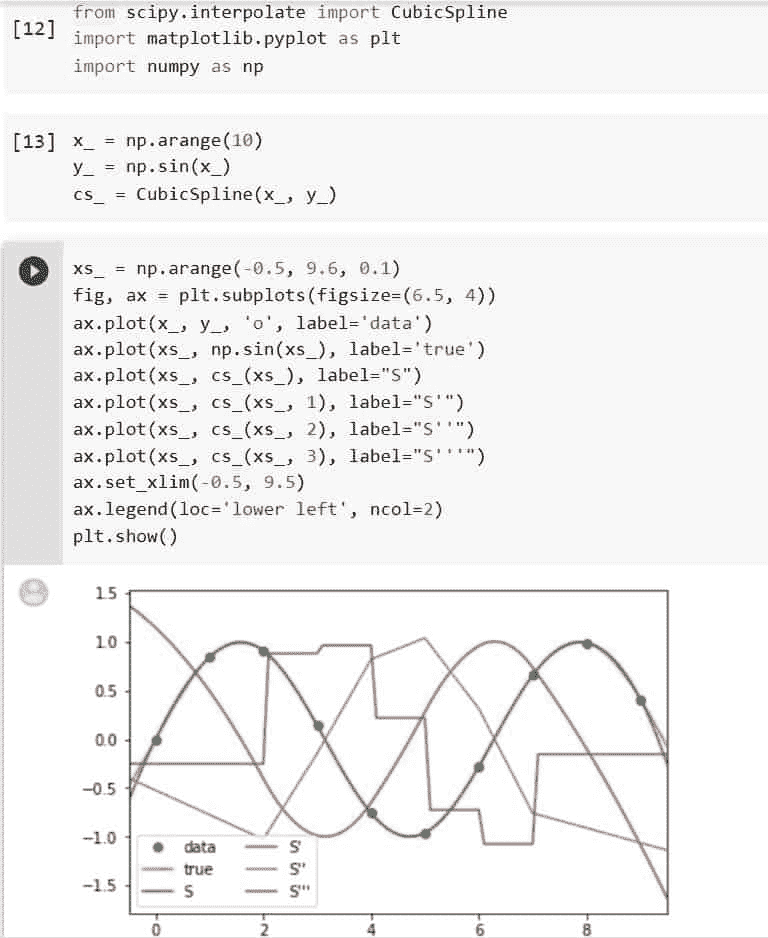 from scipy.interpolate import CubicSpline
[12] import matplotlib.pyplot as plt
import numpy as np
[13] x_ = np.arange(10)
y_ = np.sin(x_)
cs_ = CubicSpline(x_, y_)
xs_ = np.arange(-0.5, 9.6, 0.1)
fig, ax = plt.subplots(figsize=(6.5, 4))
ax.plot(x_, y_, 'o', label='data')
ax.plot(xs_, np.sin(xs_), label='true')
ax.plot(xs_, cs_(xs_), label="S")
ax.plot(xs_, cs_(xs_, 1), label="S'")
ax.plot(xs_, cs_(xs_, 2), label="S''")
ax.plot(xs_, cs_(xs_, 3), label="S'''")
ax.set_xlim(-0.5, 9.5)
ax.legend(loc='lower left', ncol=2)
plt.show()
1.5
1.0
0.5
0.0
−0.5
−1.0
−1.5
data S'
true S''
S S'''
0 2 4 6 8